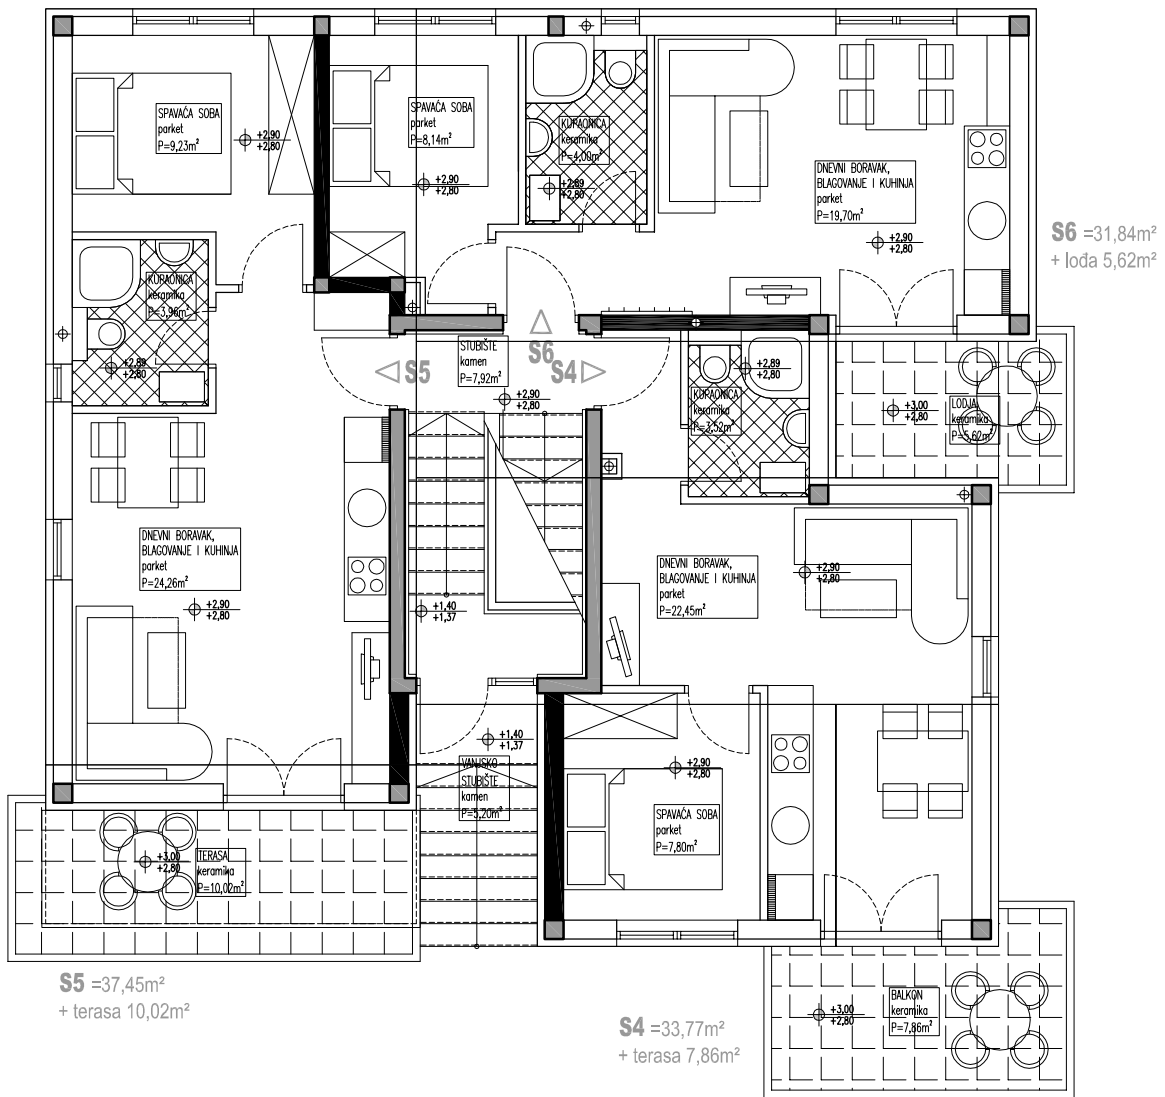 SPAVAĆA SOBA
parket
P=9,23m²
+2,90
+2,80
SPAVAĆA SOBA
parket
P=8,14m²
+2,90
+2,80
KUPAONICA
keramika
P=4,00m²
+2,89
+2,80
DNEVNI BORAVAK,
BLAGOVANJE I KUHINJA
parket
P=19,70m²
+2,90
+2,80
S6 =31,84m²
+ lođa 5,62m²
KUPAONICA
keramika
P=3,96m²
+2,89
+2,80
STUBIŠTE
kamen
P=7,92m²
+2,90
+2,80
S5
S6
S4
KUPAONICA
keramika
P=3,52m²
+2,89
+2,80
LODJA
keramika
P=5,62m²
+3,00
+2,80
DNEVNI BORAVAK,
BLAGOVANJE I KUHINJA
parket
P=24,26m²
+2,90
+2,80
+1,40
+1,37
DNEVNI BORAVAK,
BLAGOVANJE I KUHINJA
parket
P=22,45m²
+2,90
+2,80
+1,40
+1,37
VANJSKO
STUBIŠTE
kamen
P=5,20m²
+2,90
+2,80
SPAVAĆA SOBA
parket
P=7,80m²
TERASA
keramika
P=10,02m²
+3,00
+2,80
S5 =37,45m²
+ terasa 10,02m²
BALKON
keramika
P=7,86m²
+3,00
+2,80
S4 =33,77m²
+ terasa 7,86m²